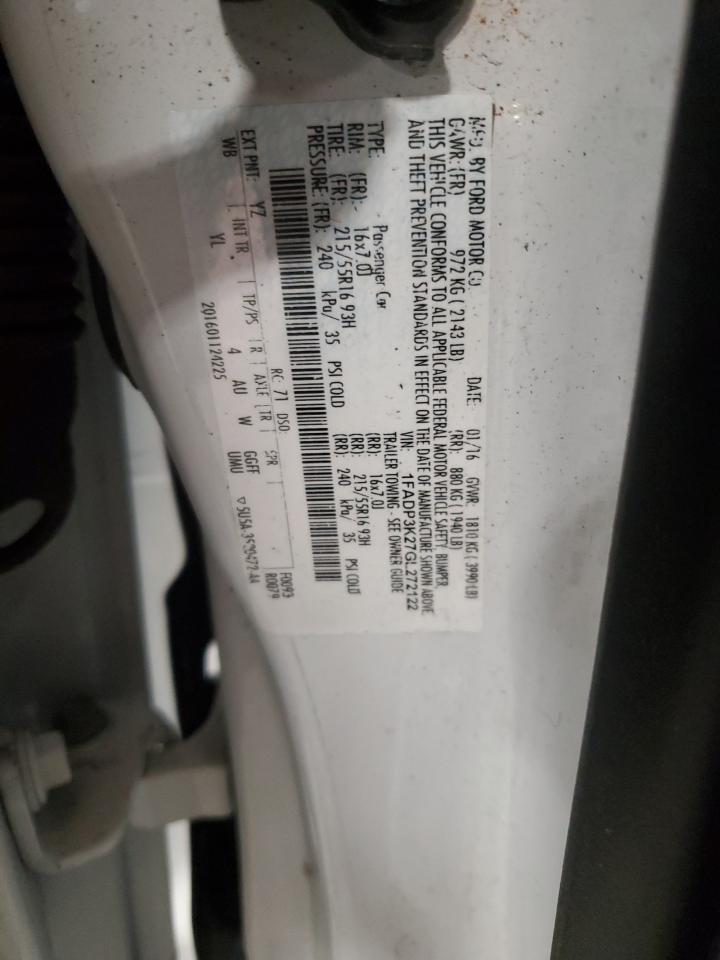 MFD. BY FORD MOTOR CO. DATE: 01/16 GVWR: 1810 KG ( 3990 LB)
GAWR: (FR) 972 KG ( 2143 LB) (RR): 880 KG ( 1940 LB)
THIS VEHICLE CONFORMS TO ALL APPLICABLE FEDERAL MOTOR VEHICLE SAFETY, BUMPER,
AND THEFT PREVENTION STANDARDS IN EFFECT ON THE DATE OF MANUFACTURE SHOWN ABOVE.
VIN: 1FADP3K27GL272122
TYPE: Passenger Car TRAILER TOWING - SEE OWNER GUIDE
RIM: (FR): 16x7.0J (RR): 16x7.0J
TIRE: (FR): 215/55R16 93H (RR): 215/55R16 93H
PRESSURE: (FR): 240 kPa/ 35 PSI COLD (RR): 240 kPa/ 35 PSI COLD
F0093
RC: 71 DSO: R0079
EXT PNT: YZ | INT TR | TP/PS | R | AXLE | TR | SPR |
WB YL 4 AU W GGFF UMU
201601124225